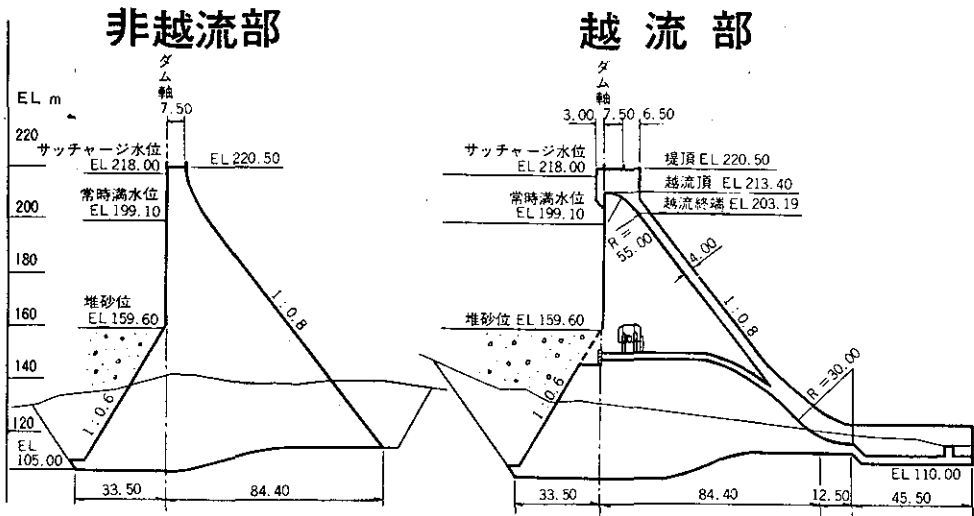 非越流部
EL m
ダム軸
7.50
220
サッチャージ水位
EL 218.00
EL 220.50
200
常時満水位
EL 199.10
180
160
堆砂位
EL 159.60
140
120
EL
105.00
1:0.6
1:0.8
33.50
84.40
越流部
ダム軸
3.00 7.50 6.50
サッチャージ水位
EL 218.00
堤頂 EL 220.50
越流頂 EL 213.40
越流終端 EL 203.19
常時満水位
EL 199.10
R=
55.00
4.00
1:0.8
堆砂位 EL 159.60
1:0.6
R=30.00
EL 110.00
33.50
84.40
12.50
45.50